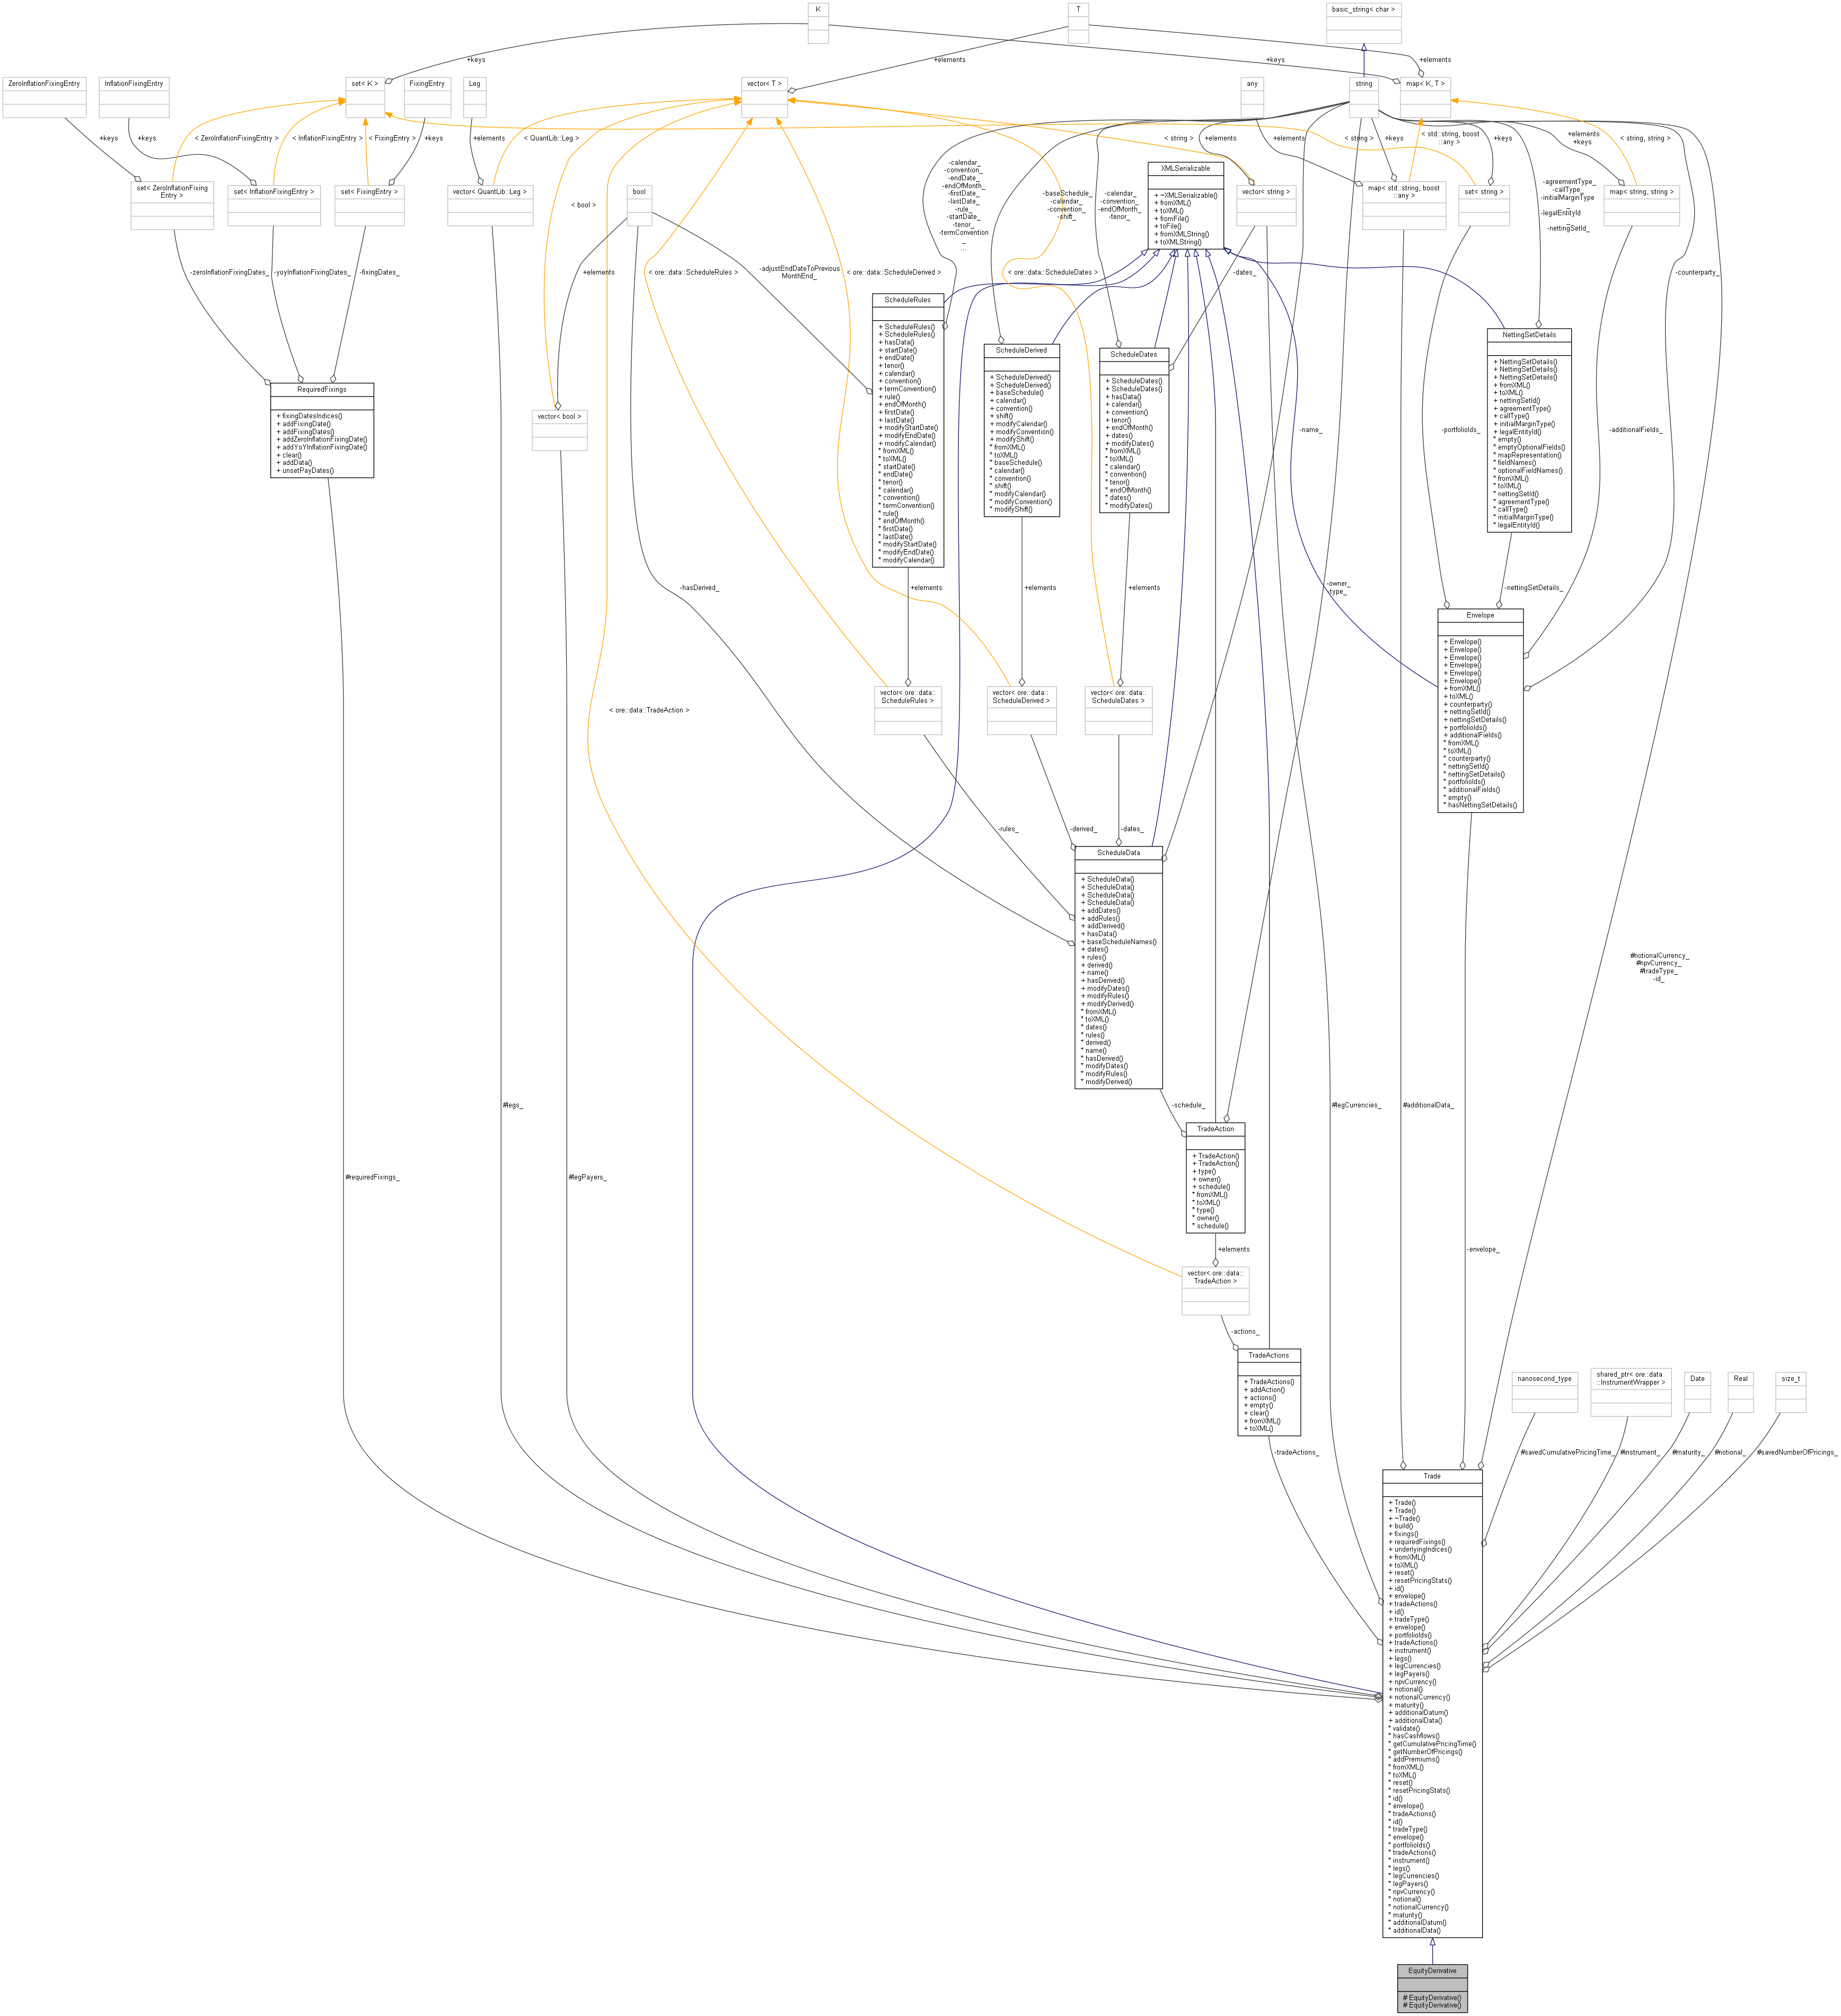 K
+keys
T
+elements
basic_string< char >
+keys
+elements
ZeroInflationFixingEntry
+keys
InflationFixingEntry
+keys
set< K >
FixingEntry
+keys
Leg
+elements
vector< T >
any
+elements
string
map< K, T >
< ZeroInflationFixingEntry >
< InflationFixingEntry >
< FixingEntry >
< QuantLib::Leg >
< string >
+elements
< string >
+keys
< std::string, boost
::any >
+keys
+elements
+keys
< string, string >
set< ZeroInflationFixing
Entry >
set< InflationFixingEntry >
set< FixingEntry >
vector< QuantLib::Leg >
bool
< bool >
-calendar_
-convention_
-endDate_
-endOfMonth_
-firstDate_
-lastDate_
-rule_
-startDate_
-tenor_
-termConvention
_
...
-baseSchedule_
-calendar_
-convention_
-shift_
-calendar_
-convention_
-endOfMonth_
-tenor_
XMLSerializable
+ ~XMLSerializable()
+ fromXML()
+ toXML()
+ fromFile()
+ toFile()
+ fromXMLString()
+ toXMLString()
vector< string >
map< std::string, boost
::any >
set< string >
-agreementType_
-callType_
-initialMarginType
_
-legalEntityId
_
-nettingSetId_
map< string, string >
-zeroInflationFixingDates_
-yoyInflationFixingDates_
-fixingDates_
+elements
< ore::data::ScheduleRules >
-adjustEndDateToPrevious
MonthEnd_
< ore::data::ScheduleDerived >
< ore::data::ScheduleDates >
-dates_
-counterparty_
ScheduleRules
+ ScheduleRules()
+ ScheduleRules()
+ hasData()
+ startDate()
+ endDate()
+ tenor()
+ calendar()
+ convention()
+ termConvention()
+ rule()
+ endOfMonth()
+ firstDate()
+ lastDate()
+ modifyStartDate()
+ modifyEndDate()
+ modifyCalendar()
* fromXML()
* toXML()
* startDate()
* endDate()
* tenor()
* calendar()
* convention()
* termConvention()
* rule()
* endOfMonth()
* firstDate()
* lastDate()
* modifyStartDate()
* modifyEndDate()
* modifyCalendar()
ScheduleDerived
+ ScheduleDerived()
+ ScheduleDerived()
+ baseSchedule()
+ calendar()
+ convention()
+ shift()
+ modifyCalendar()
+ modifyConvention()
+ modifyShift()
* fromXML()
* toXML()
* baseSchedule()
* calendar()
* convention()
* shift()
* modifyCalendar()
* modifyConvention()
* modifyShift()
ScheduleDates
+ ScheduleDates()
+ ScheduleDates()
+ hasData()
+ calendar()
+ convention()
+ tenor()
+ endOfMonth()
+ dates()
+ modifyDates()
* fromXML()
* toXML()
* calendar()
* convention()
* tenor()
* endOfMonth()
* dates()
* modifyDates()
NettingSetDetails
+ NettingSetDetails()
+ NettingSetDetails()
+ NettingSetDetails()
+ fromXML()
+ toXML()
+ nettingSetId()
+ agreementType()
+ callType()
+ initialMarginType()
+ legalEntityId()
* empty()
* emptyOptionalFields()
* mapRepresentation()
* fieldNames()
* optionalFieldNames()
* fromXML()
* toXML()
* nettingSetId()
* agreementType()
* callType()
* initialMarginType()
* legalEntityId()
RequiredFixings
+ fixingDatesIndices()
+ addFixingDate()
+ addFixingDates()
+ addZeroInflationFixingDate()
+ addYoYInflationFixingDate()
+ clear()
+ addData()
+ unsetPayDates()
vector< bool >
-name_
-portfolioIds_
-additionalFields_
-hasDerived_
+elements
+elements
+elements
-owner_
-type_
-nettingSetDetails_
Envelope
+ Envelope()
+ Envelope()
+ Envelope()
+ Envelope()
+ Envelope()
+ Envelope()
+ fromXML()
+ toXML()
+ counterparty()
+ nettingSetId()
+ nettingSetDetails()
+ portfolioIds()
+ additionalFields()
* fromXML()
* toXML()
* counterparty()
* nettingSetId()
* nettingSetDetails()
* portfolioIds()
* additionalFields()
* empty()
* hasNettingSetDetails()
< ore::data::TradeAction >
vector< ore::data::
ScheduleRules >
vector< ore::data::
ScheduleDerived >
vector< ore::data::
ScheduleDates >
-rules_
-derived_
-dates_
ScheduleData
+ ScheduleData()
+ ScheduleData()
+ ScheduleData()
+ ScheduleData()
+ addDates()
+ addRules()
+ addDerived()
+ hasData()
+ baseScheduleNames()
+ dates()
+ rules()
+ derived()
+ name()
+ hasDerived()
+ modifyDates()
+ modifyRules()
+ modifyDerived()
* fromXML()
* toXML()
* dates()
* rules()
* derived()
* name()
* hasDerived()
* modifyDates()
* modifyRules()
* modifyDerived()
#notionalCurrency_
#npvCurrency_
#tradeType_
-id_
#legs_
-schedule_
#legCurrencies_
#additionalData_
#requiredFixings_
#legPayers_
TradeAction
+ TradeAction()
+ TradeAction()
+ type()
+ owner()
+ schedule()
* fromXML()
* toXML()
* type()
* owner()
* schedule()
+elements
-envelope_
vector< ore::data::
TradeAction >
-actions_
TradeActions
+ TradeActions()
+ addAction()
+ actions()
+ empty()
+ clear()
+ fromXML()
+ toXML()
-tradeActions_
nanosecond_type
shared_ptr< ore::data
::InstrumentWrapper >
Date
Real
size_t
#savedCumulativePricingTime_
#instrument_
#maturity_
#notional_
#savedNumberOfPricings_
Trade
+ Trade()
+ Trade()
+ ~Trade()
+ build()
+ fixings()
+ requiredFixings()
+ underlyingIndices()
+ fromXML()
+ toXML()
+ reset()
+ resetPricingStats()
+ id()
+ envelope()
+ tradeActions()
+ id()
+ tradeType()
+ envelope()
+ portfolioIds()
+ tradeActions()
+ instrument()
+ legs()
+ legCurrencies()
+ legPayers()
+ npvCurrency()
+ notional()
+ notionalCurrency()
+ maturity()
+ additionalDatum()
+ additionalData()
* validate()
* hasCashflows()
* getCumulativePricingTime()
* getNumberOfPricings()
* addPremiums()
* fromXML()
* toXML()
* reset()
* resetPricingStats()
* id()
* envelope()
* tradeActions()
* id()
* tradeType()
* envelope()
* portfolioIds()
* tradeActions()
* instrument()
* legs()
* legCurrencies()
* legPayers()
* npvCurrency()
* notional()
* notionalCurrency()
* maturity()
* additionalDatum()
* additionalData()
EquityDerivative
# EquityDerivative()
# EquityDerivative()